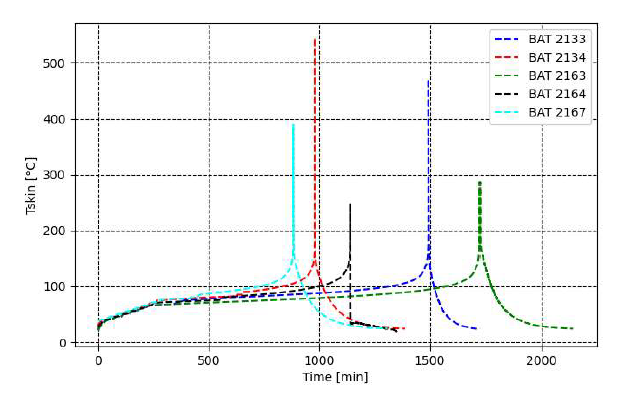 BAT 2133
BAT 2134
BAT 2163
BAT 2164
BAT 2167
500
400
300
200
100
0
Tskin [°C]
0 500 1000 1500 2000
Time [min]